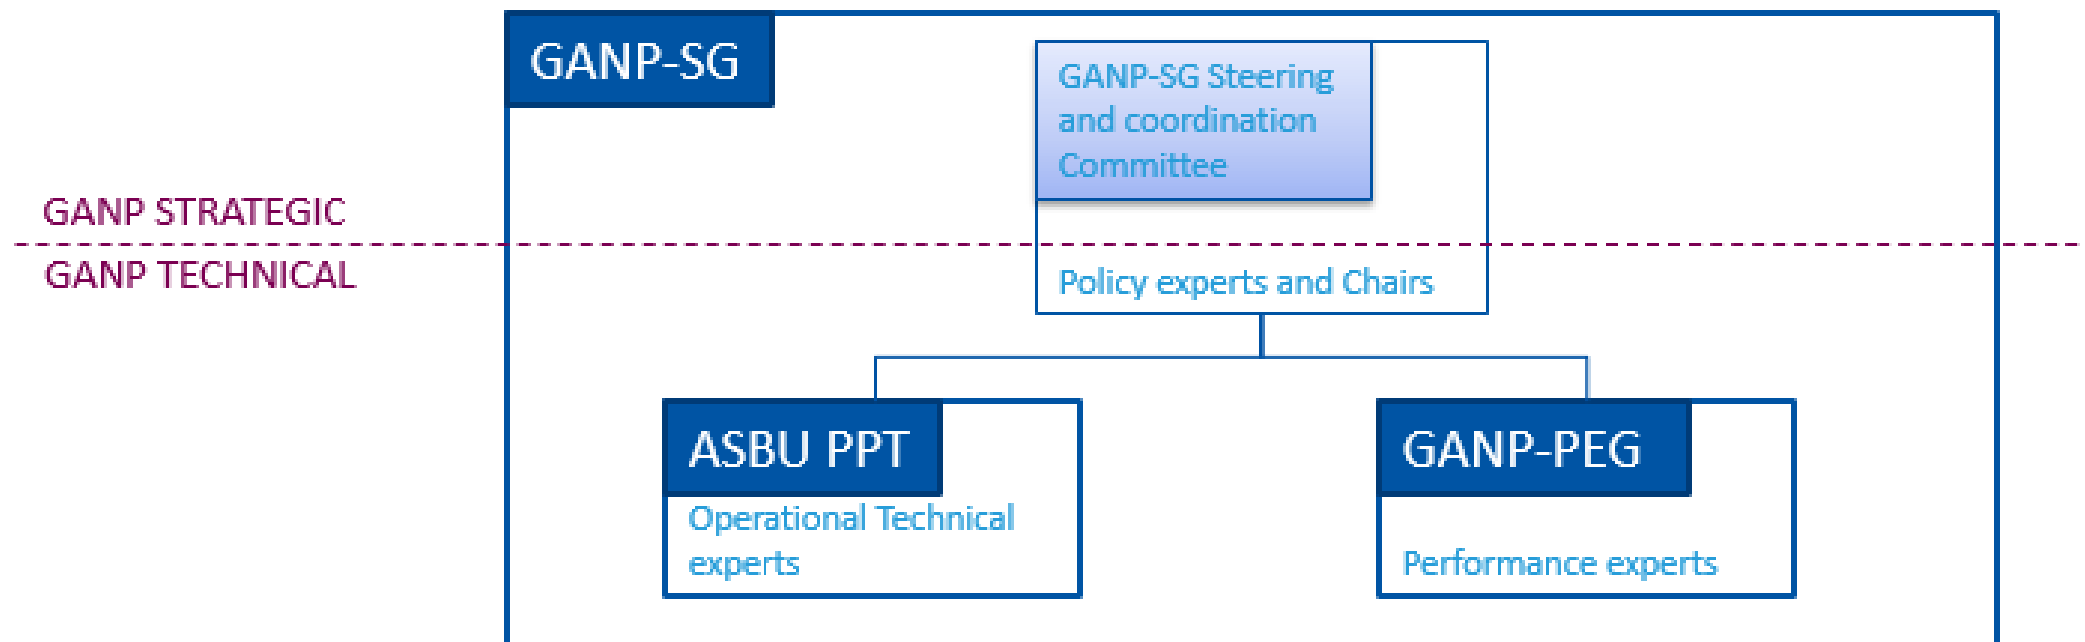 GANP-SG
GANP-SG Steering
and coordination
Committee
GANP STRATEGIC
GANP TECHNICAL
Policy experts and Chairs
ASBU PPT
Operational Technical
experts
GANP-PEG
Performance experts